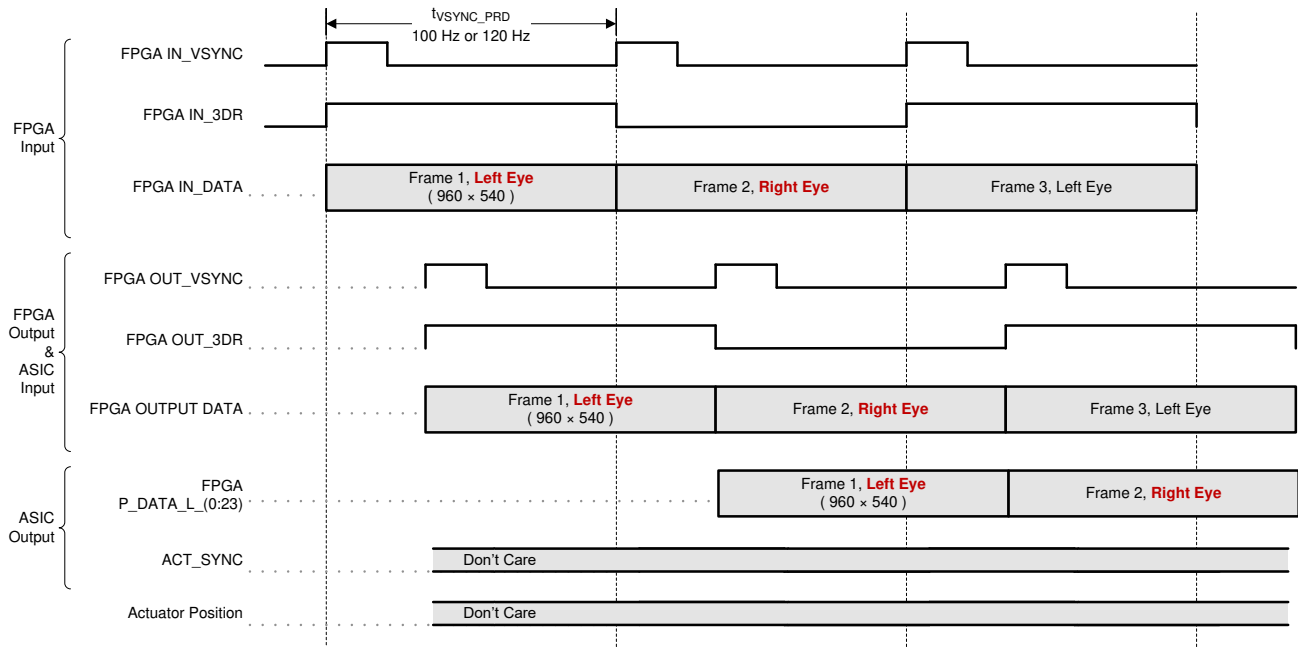 tVSYNC_PRD
100 Hz or 120 Hz
FPGA IN_VSYNC
FPGA IN_3DR
FPGA
Input
FPGA IN_DATA
Frame 1, Left Eye
( 960 × 540 )
Frame 2, Right Eye
Frame 3, Left Eye
FPGA OUT_VSYNC
FPGA
Output
&
ASIC
Input
FPGA OUT_3DR
FPGA OUTPUT DATA
Frame 1, Left Eye
( 960 × 540 )
Frame 2, Right Eye
Frame 3, Left Eye
FPGA
P_DATA_L_(0:23)
Frame 1, Left Eye
( 960 × 540 )
Frame 2, Right Eye
ASIC
Output
ACT_SYNC
Don't Care
Actuator Position
Don't Care